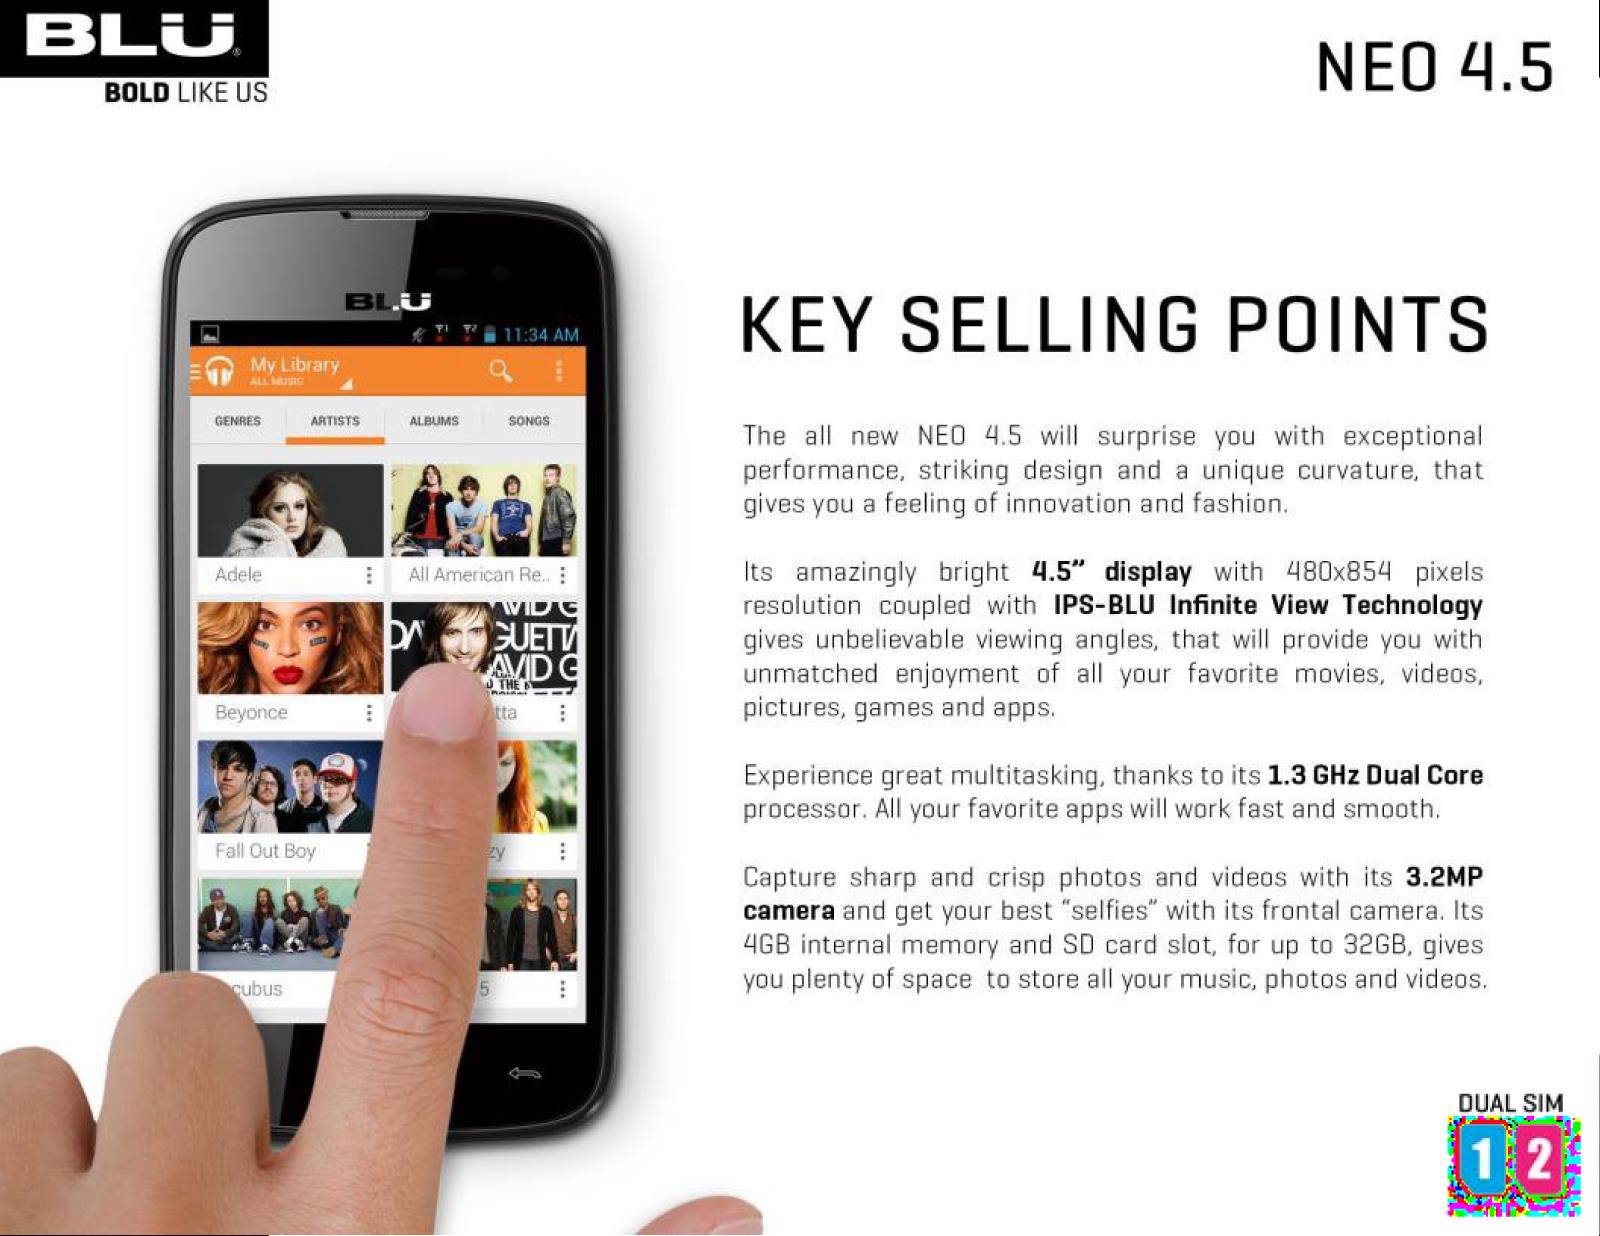 BLU
BOLD LIKE US
NEO 4.5
BLU
11:34 AM
My Library
ALL MUSIC
GENRES ARTISTS ALBUMS SONGS
Adele
All American Re..
DAVID GUETTA
Beyonce
tta
Fall Out Boy
zy
cubus
5
KEY SELLING POINTS
The all new NEO 4.5 will surprise you with exceptional
performance, striking design and a unique curvature, that
gives you a feeling of innovation and fashion.
Its amazingly bright 4.5” display with 480x854 pixels
resolution coupled with IPS-BLU Infinite View Technology
gives unbelievable viewing angles, that will provide you with
unmatched enjoyment of all your favorite movies, videos,
pictures, games and apps.
Experience great multitasking, thanks to its 1.3 GHz Dual Core
processor. All your favorite apps will work fast and smooth.
Capture sharp and crisp photos and videos with its 3.2MP
camera and get your best “selfies” with its frontal camera. Its
4GB internal memory and SD card slot, for up to 32GB, gives
you plenty of space to store all your music, photos and videos.
DUAL SIM
1 2